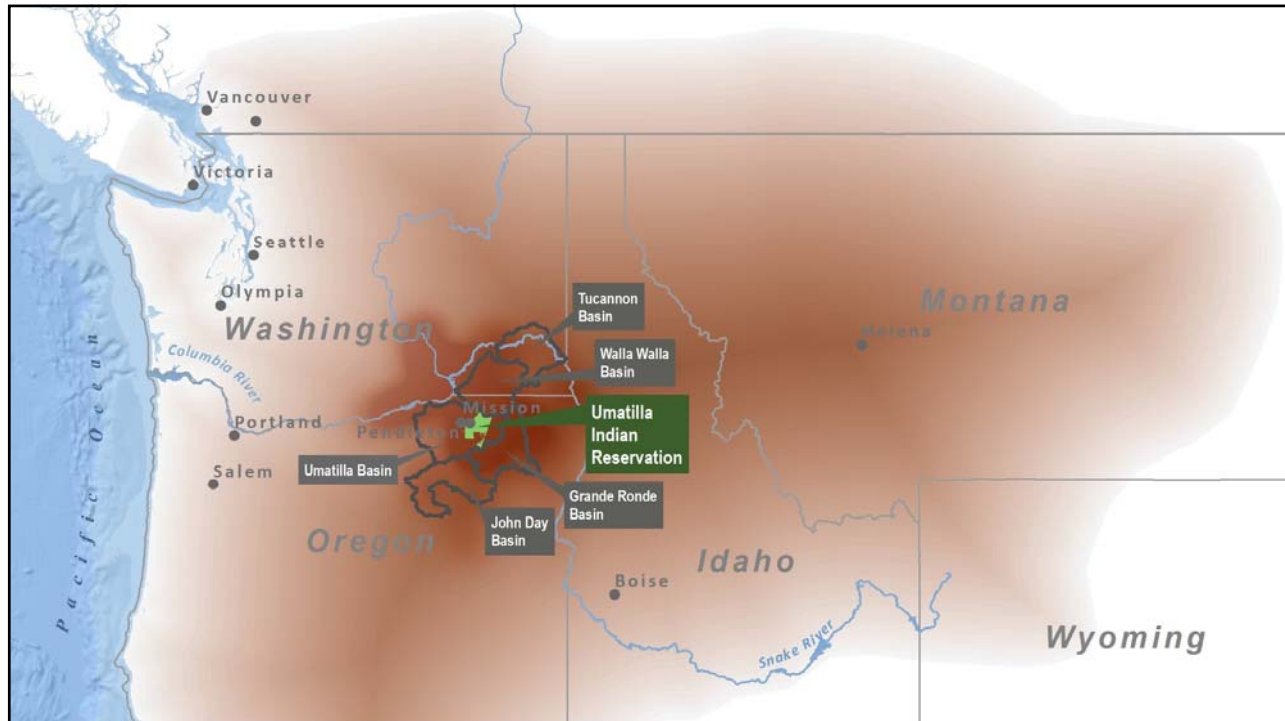 Vancouver
Victoria
Seattle
Olympia
Washington
Columbia River
Portland
Salem
Pacific Ocean
Tucannon
Basin
Walla Walla
Basin
Montana
Helena
Mission
Pendleton
Umatilla
Indian
Reservation
Umatilla Basin
Grande Ronde
Basin
John Day
Basin
Oregon
Idaho
Boise
Snake River
Wyoming